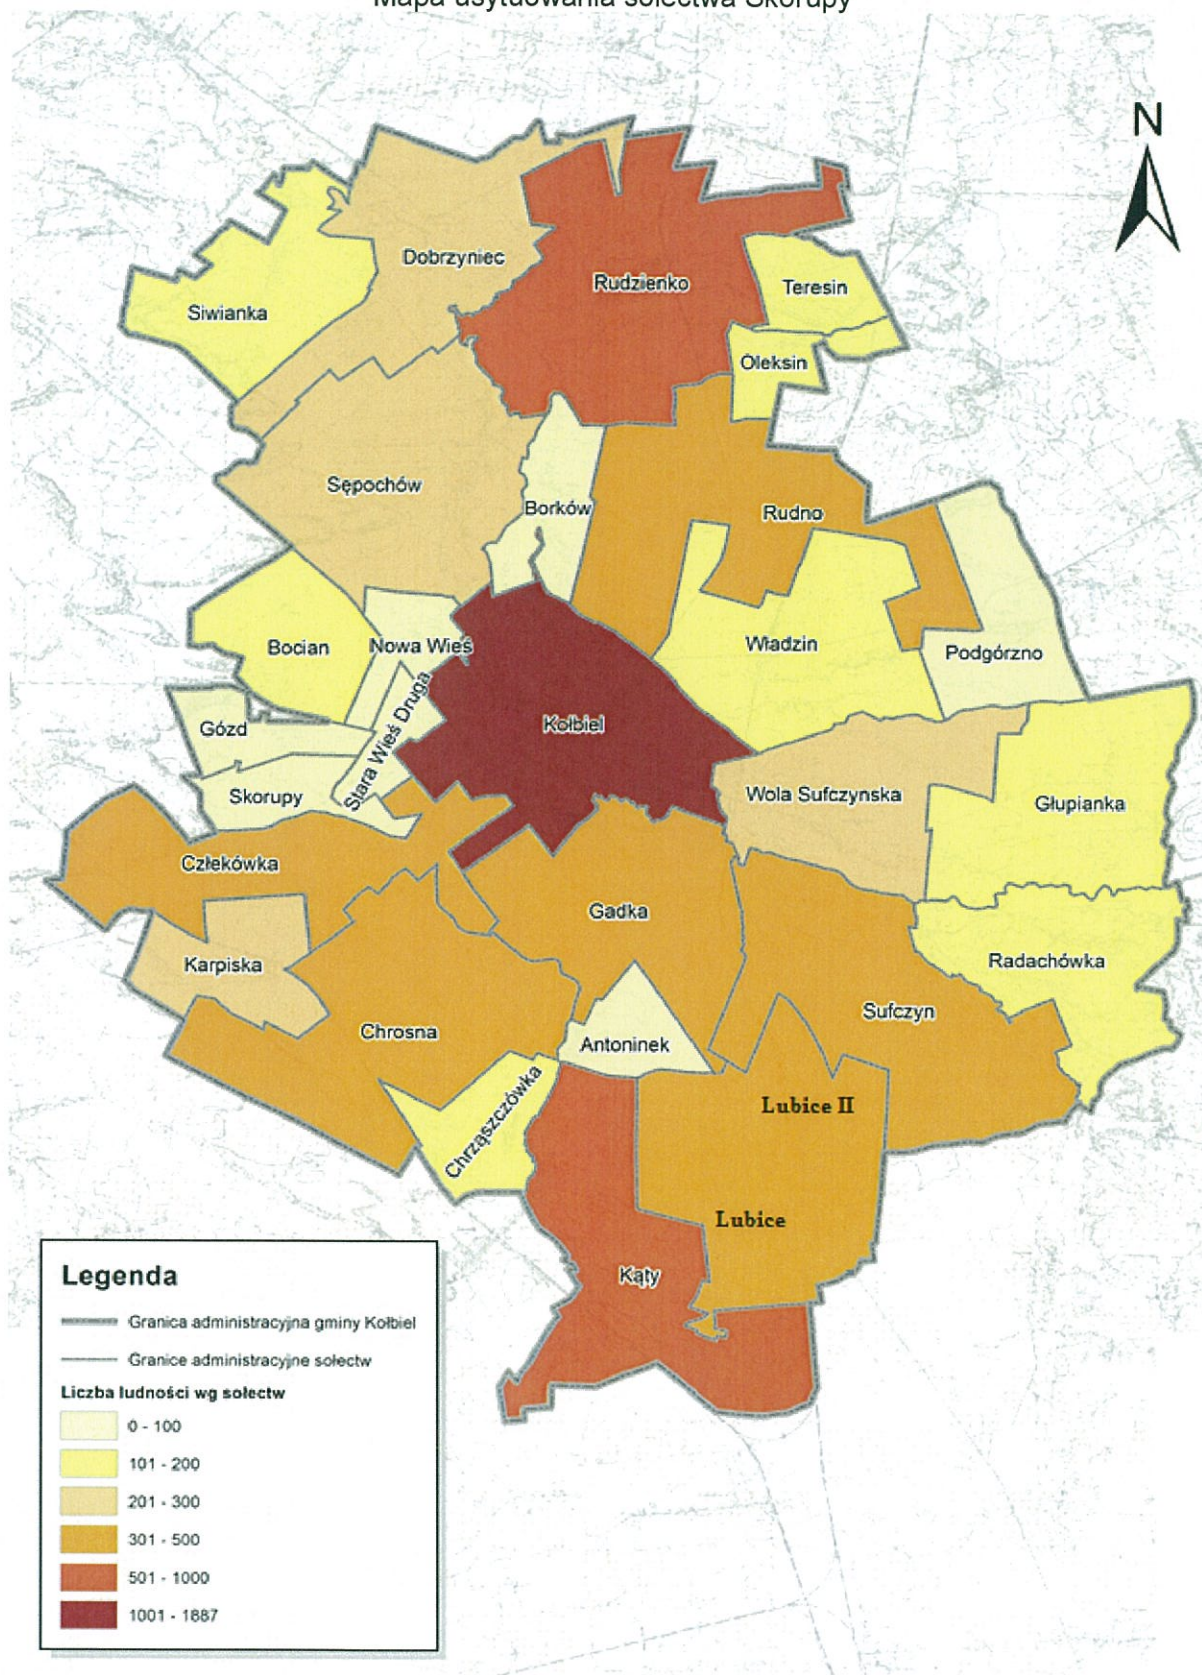 Mapa usytuowania sołectwa Skorupy
N
Dobrzyniec
Rudzienko
Teresin
Siwianka
Oleksin
Sępochów
Borków
Rudno
Bocian
Nowa Wieś
Władzin
Podgórzno
Stara Wieś Druga
Gózd
Kołbiel
Skorupy
Wola Sufczynska
Głupianka
Człekówka
Gadka
Karpiska
Radachówka
Sufczyn
Chrosna
Antoninek
Chrząszczówka
Lubice II
Lubice
Kąty
Legenda
Granica administracyjna gminy Kołbiel
Granice administracyjne sołectw
Liczba ludności wg sołectw
0 - 100
101 - 200
201 - 300
301 - 500
501 - 1000
1001 - 1887